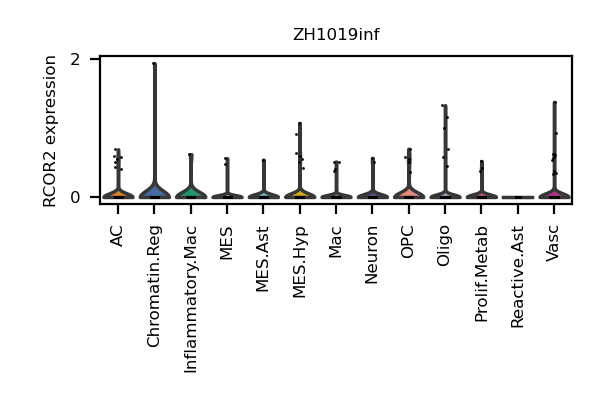 ZH1019inf
RCOR2 expression
2
0
AC
Chromatin.Reg
Inflammatory.Mac
MES
MES.Ast
MES.Hyp
Mac
Neuron
OPC
Oligo
Prolif.Metab
Reactive.Ast
Vasc